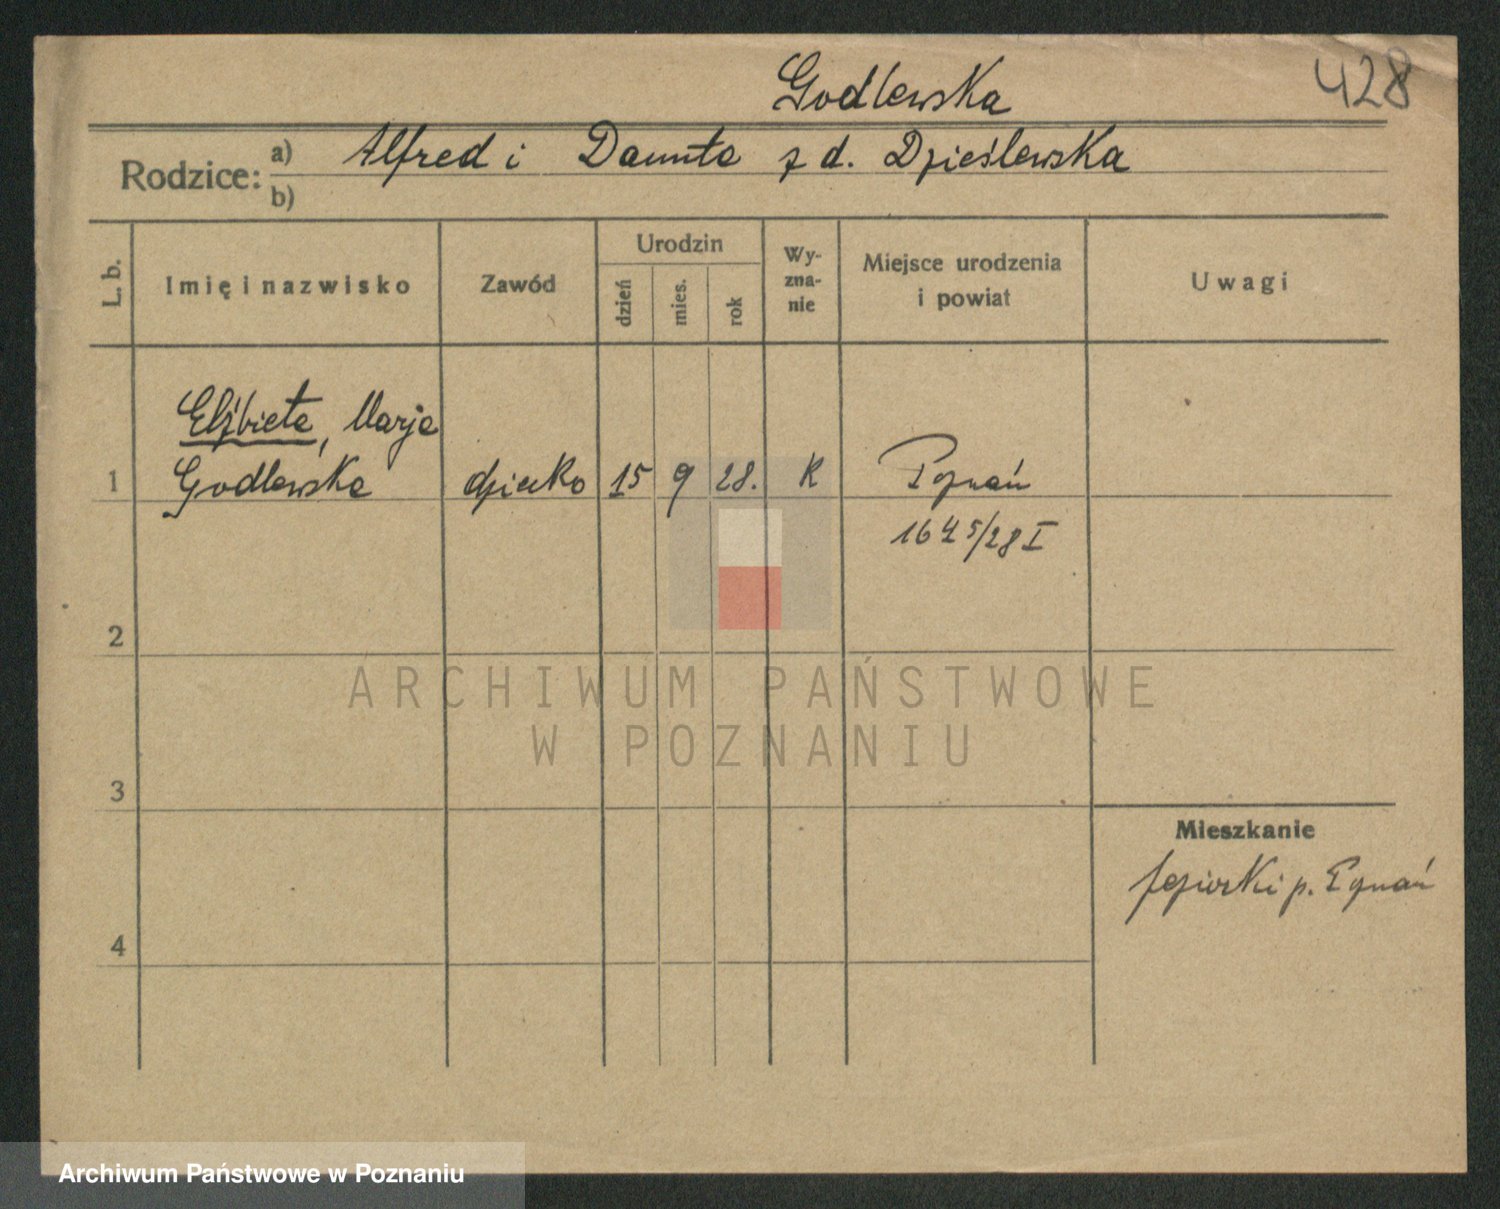 428
Godlewska
Rodzice: a) Alfred i Danuta z d. Dzieślewska
b)
L. b. Imię i nazwisko Zawód Urodzin dzień mies. rok Wy-zna-nie Miejsce urodzenia i powiat Uwagi
Elżbieta, Marja
1 Godlewska dziecko 15 9 28. K Poznań
1645/28 I
2
ARCHIWUM PAŃSTWOWE
W POZNANIU
3
Mieszkanie
Jeziorki p. Poznań
4
Archiwum Państwowe w Poznaniu